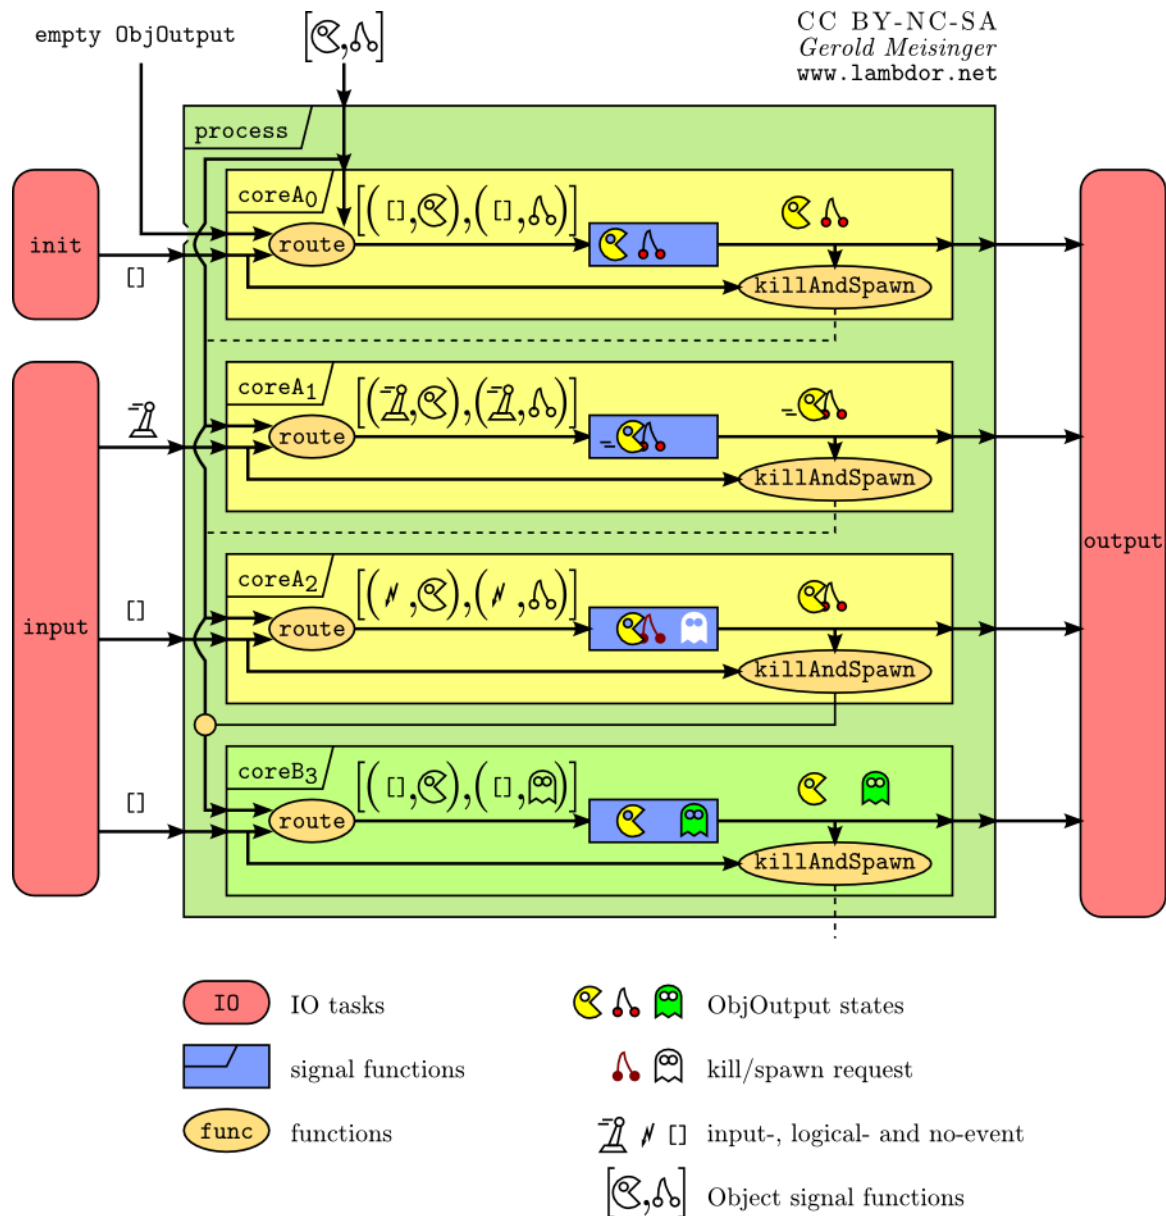 empty ObjOutput
CC BY-NC-SA
Gerold Meisinger
www.lambdor.net
process
init
[]
coreA0
route
[([], ),([], )]
killAndSpawn
input
coreA1
route
[( , ),( , )]
killAndSpawn
output
[]
coreA2
route
[( , ),( , )]
killAndSpawn
[]
coreB3
route
[([], ),([], )]
killAndSpawn
IO IO tasks
ObjOutput states
signal functions
kill/spawn request
func functions
[] input-, logical- and no-event
[ , ] Object signal functions